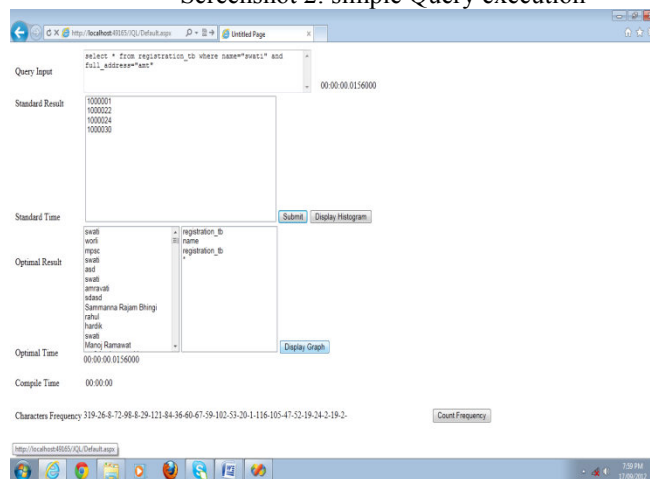 Screenshot 2: simple Query execution
http://localhost:48165/JQL/Default.aspx
Untitled Page
Query Input
select * from registration_tb where name="swati" and
full_address="amt"
00:00:00.0156000
Standard Result
1000001
1000022
1000024
1000030
Standard Time
Submit
Display Histogram
Optimal Result
swati
worli
mpsc
swati
asd
swati
amravati
sdasd
Sammanna Rajam Bhingi
rahul
hardik
swati
Manoj Ramawat
registration_tb
name
registration_tb
*
Display Graph
Optimal Time
00:00:00.0156000
Compile Time
00:00:00
Characters Frequency 319-26-8-72-98-8-29-121-84-36-60-67-59-102-53-20-1-116-105-47-52-19-24-2-19-2-
Count Frequency
http://localhost:48165/JQL/Default.aspx
7:59 PM